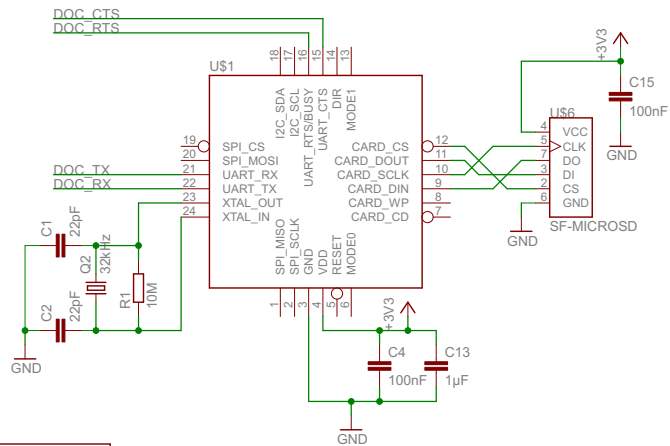 DOC_CTS
DOC_RTS
+3V3
18
17
16
15
14
13
U$1
I2C_SDA
I2C_SCL
UART_RTS/BUSY
UART_CTS
DIR
MODE1
C15
100nF
GND
U$6
19
SPI_CS
20
SPI_MOSI
DOC_TX
21
UART_RX
DOC_RX
22
UART_TX
23
XTAL_OUT
24
XTAL_IN
CARD_CS
12
CARD_DOUT
11
CARD_SCLK
10
CARD_DIN
9
CARD_WP
8
CARD_CD
7
4
VCC
5
CLK
7
DO
3
DI
2
CS
6
GND
SF-MICROSD
GND
C1
22pF
Q2
32kHz
R1
10M
C2
22pF
GND
SPI_MISO
SPI_SCLK
GND
VDD
RESET
MODE0
1
2
3
4
5
6
+3V3
C4
100nF
C13
1µF
GND